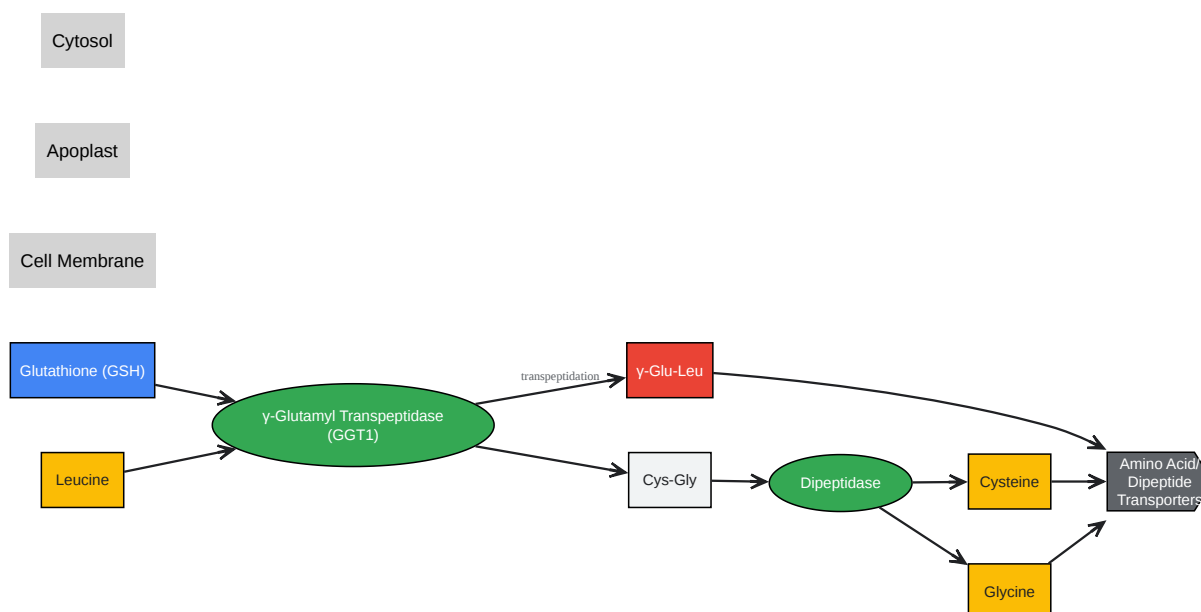 Cytosol
Apoplast
Cell Membrane
Glutathione (GSH)
Leucine
γ-Glutamyl Transpeptidase
(GGT1)
transpeptidation
γ-Glu-Leu
Cys-Gly
Dipeptidase
Cysteine
Glycine
Amino Acid/
Dipeptide
Transporters